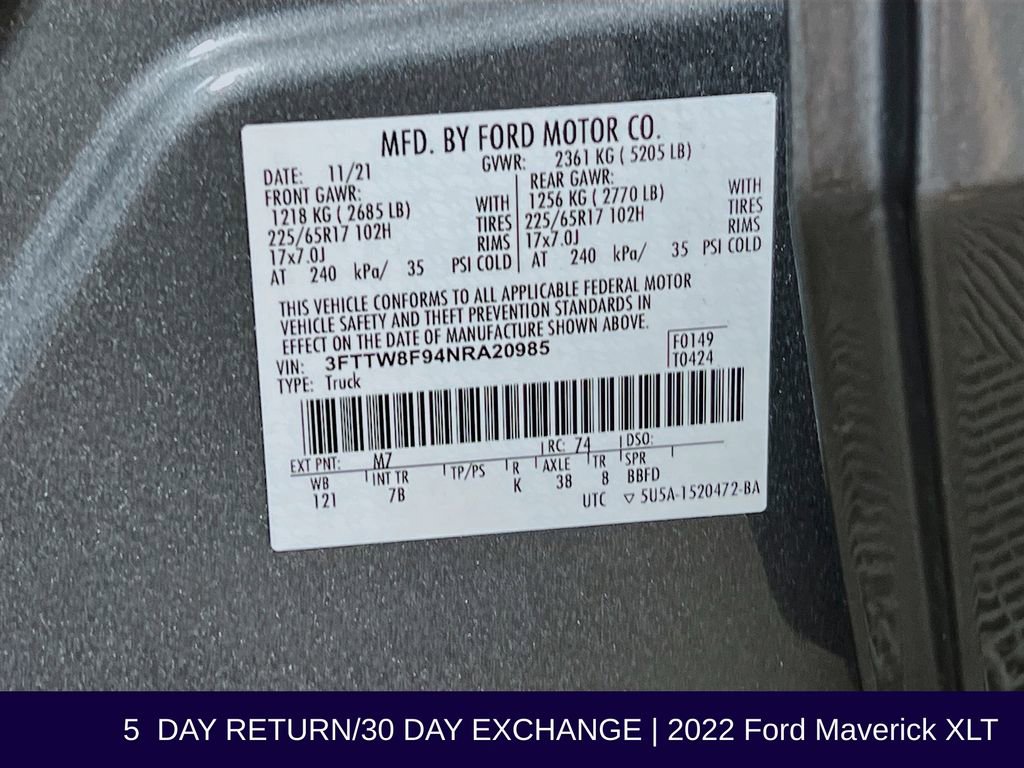 MFD. BY FORD MOTOR CO.
DATE: 11/21 GVWR: 2361 KG ( 5205 LB)
FRONT GAWR: REAR GAWR:
1218 KG ( 2685 LB) WITH 1256 KG ( 2770 LB) WITH
225/65R17 102H TIRES 225/65R17 102H TIRES
17x7.0J RIMS 17x7.0J RIMS
AT 240 kPa/ 35 PSI COLD AT 240 kPa/ 35 PSI COLD
THIS VEHICLE CONFORMS TO ALL APPLICABLE FEDERAL MOTOR
VEHICLE SAFETY AND THEFT PREVENTION STANDARDS IN
EFFECT ON THE DATE OF MANUFACTURE SHOWN ABOVE.
VIN: 3FTTW8F94NRA20985 F0149
TYPE: Truck T0424
EXT PNT: M7 RC: 74 DSO:
WB INT TR TP/PS R AXLE TR SPR
121 7B K 38 8 BBFD
UTC ▽ 5U5A-1520472-BA
5 DAY RETURN/30 DAY EXCHANGE | 2022 Ford Maverick XLT